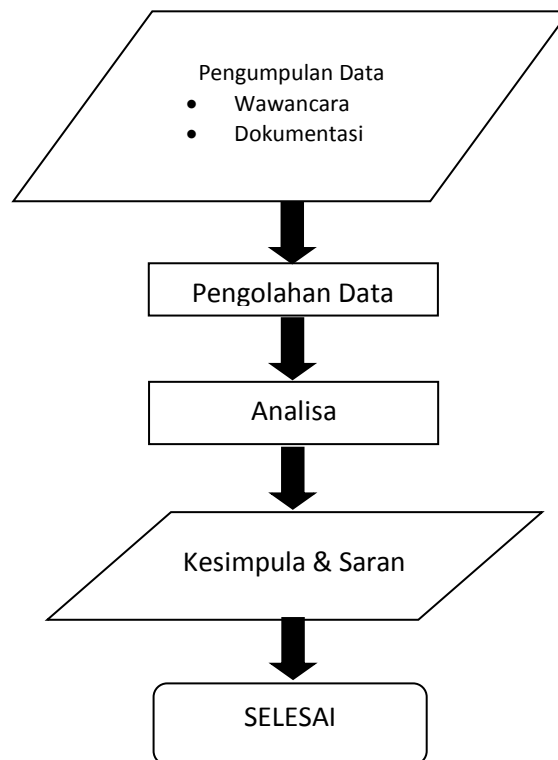 Pengumpulan Data
• Wawancara
• Dokumentasi
Pengolahan Data
Analisa
Kesimpula & Saran
SELESAI